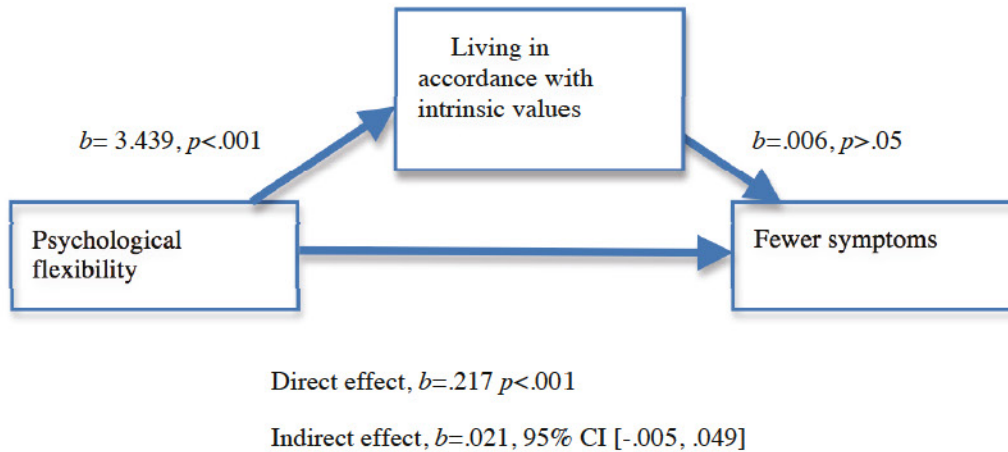 Living in
accordance with
intrinsic values
b= 3.439, p<.001
b=.006, p>.05
Psychological
flexibility
Fewer symptoms
Direct effect, b=.217 p<.001
Indirect effect, b=.021, 95% CI [-.005, .049]